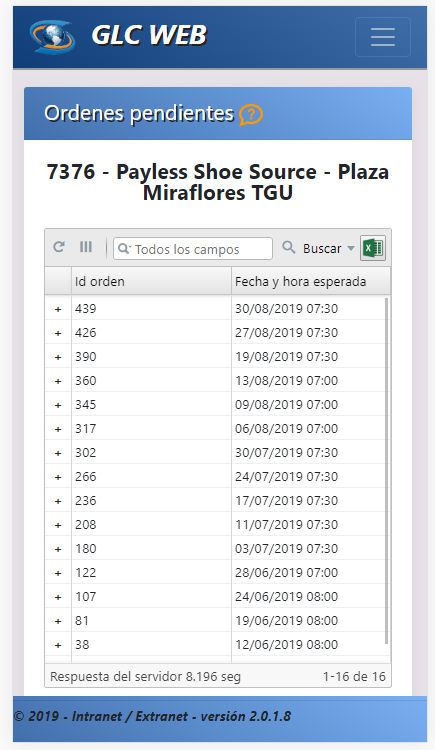 GLC WEB
Ordenes pendientes
7376 - Payless Shoe Source - Plaza
Miraflores TGU
Todos los campos Buscar
Id orden Fecha y hora esperada
+ 439 30/08/2019 07:30
+ 426 27/08/2019 07:30
+ 390 19/08/2019 07:30
+ 360 13/08/2019 07:00
+ 345 09/08/2019 07:00
+ 317 06/08/2019 07:00
+ 302 30/07/2019 07:30
+ 266 24/07/2019 07:30
+ 236 17/07/2019 07:30
+ 208 11/07/2019 07:30
+ 180 03/07/2019 07:30
+ 122 28/06/2019 07:00
+ 107 24/06/2019 08:00
+ 81 19/06/2019 08:00
+ 38 12/06/2019 08:00
Respuesta del servidor 8.196 seg 1-16 de 16
© 2019 - Intranet / Extranet - versión 2.0.1.8